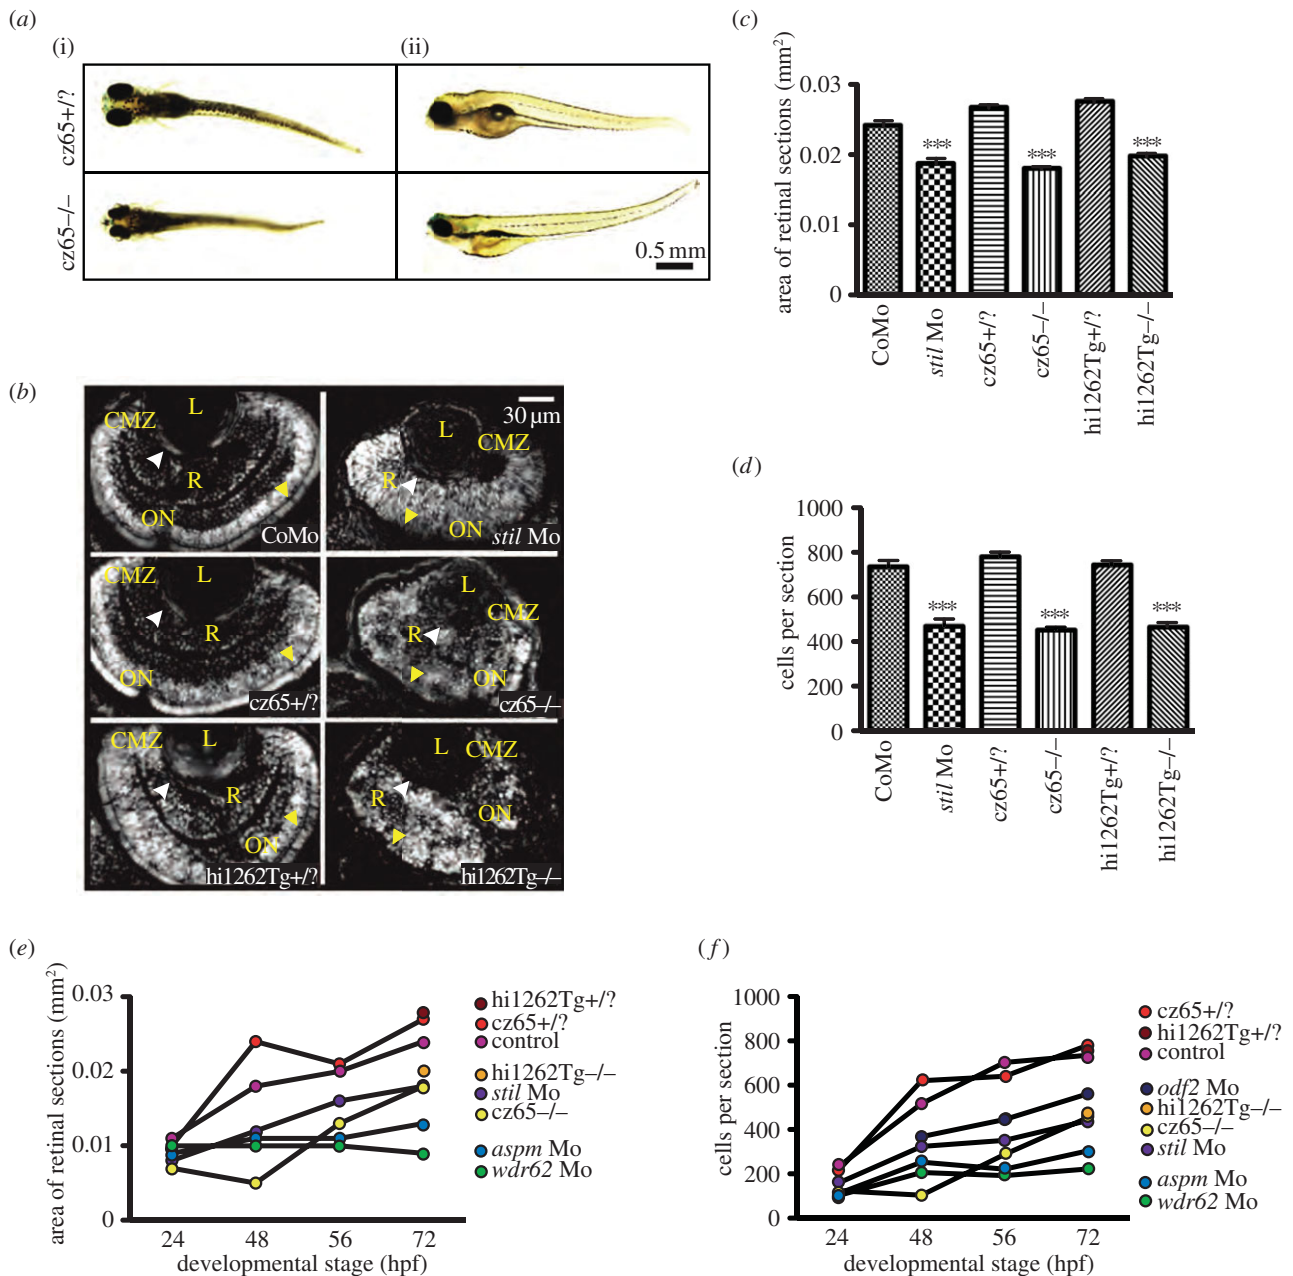 (a)
(i)
(ii)
cz65+/?
cz65–/–
0.5 mm
(b)
L
CMZ
R
ON
CoMo
30 µm
L
CMZ
R
ON
stil Mo
CMZ
L
R
ON
cz65+/?
L
CMZ
R
ON
cz65–/–
CMZ
L
R
ON
hi1262Tg+/?
L
CMZ
R
ON
hi1262Tg–/–
(c)
area of retinal sections (mm²)
0.03
0.02
0.01
0
***
***
***
CoMo
stil Mo
cz65+/?
cz65–/–
hi1262Tg+/?
hi1262Tg–/–
(d)
cells per section
1000
800
600
400
200
0
***
***
***
CoMo
stil Mo
cz65+/?
cz65–/–
hi1262Tg+/?
hi1262Tg–/–
(e)
area of retinal sections (mm²)
0.03
0.02
0.01
0
24 48 56 72
developmental stage (hpf)
hi1262Tg+/?
cz65+/?
control
hi1262Tg–/–
stil Mo
cz65–/–
aspm Mo
wdr62 Mo
(f)
cells per section
1000
800
600
400
200
0
24 48 56 72
developmental stage (hpf)
cz65+/?
hi1262Tg+/?
control
odf2 Mo
hi1262Tg–/–
cz65–/–
stil Mo
aspm Mo
wdr62 Mo